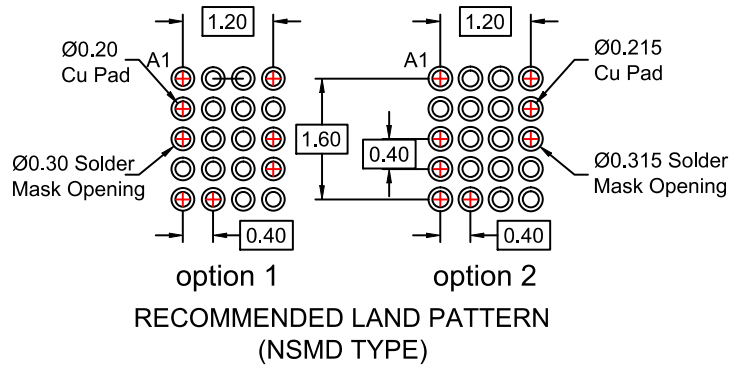 1.20
1.20
Ø0.20
Cu Pad
A1
A1
Ø0.215
Cu Pad
1.60
0.40
Ø0.30 Solder
Mask Opening
Ø0.315 Solder
Mask Opening
0.40
0.40
option 1
option 2
RECOMMENDED LAND PATTERN
(NSMD TYPE)